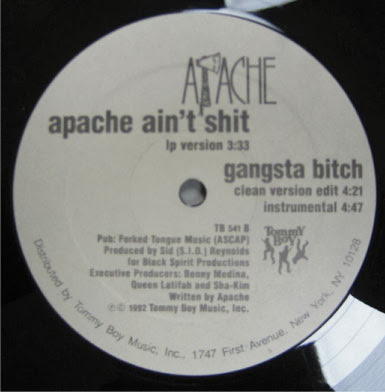 APACHE
apache ain't shit
lp version 3:33
gangsta bitch
clean version edit 4:21
instrumental 4:47
TB 541 B
Pub: Forked Tongue Music (ASCAP)
Produced by Sid (S.I.D.) Reynolds
for Black Spirit Productions
Executive Producers: Benny Medina,
Queen Latifah and Sha-Kim
Written by Apache
℗ © 1992 Tommy Boy Music, Inc.
Tommy Boy
Distributed by Tommy Boy Music, Inc., 1747 First Avenue, New York, NY 10128